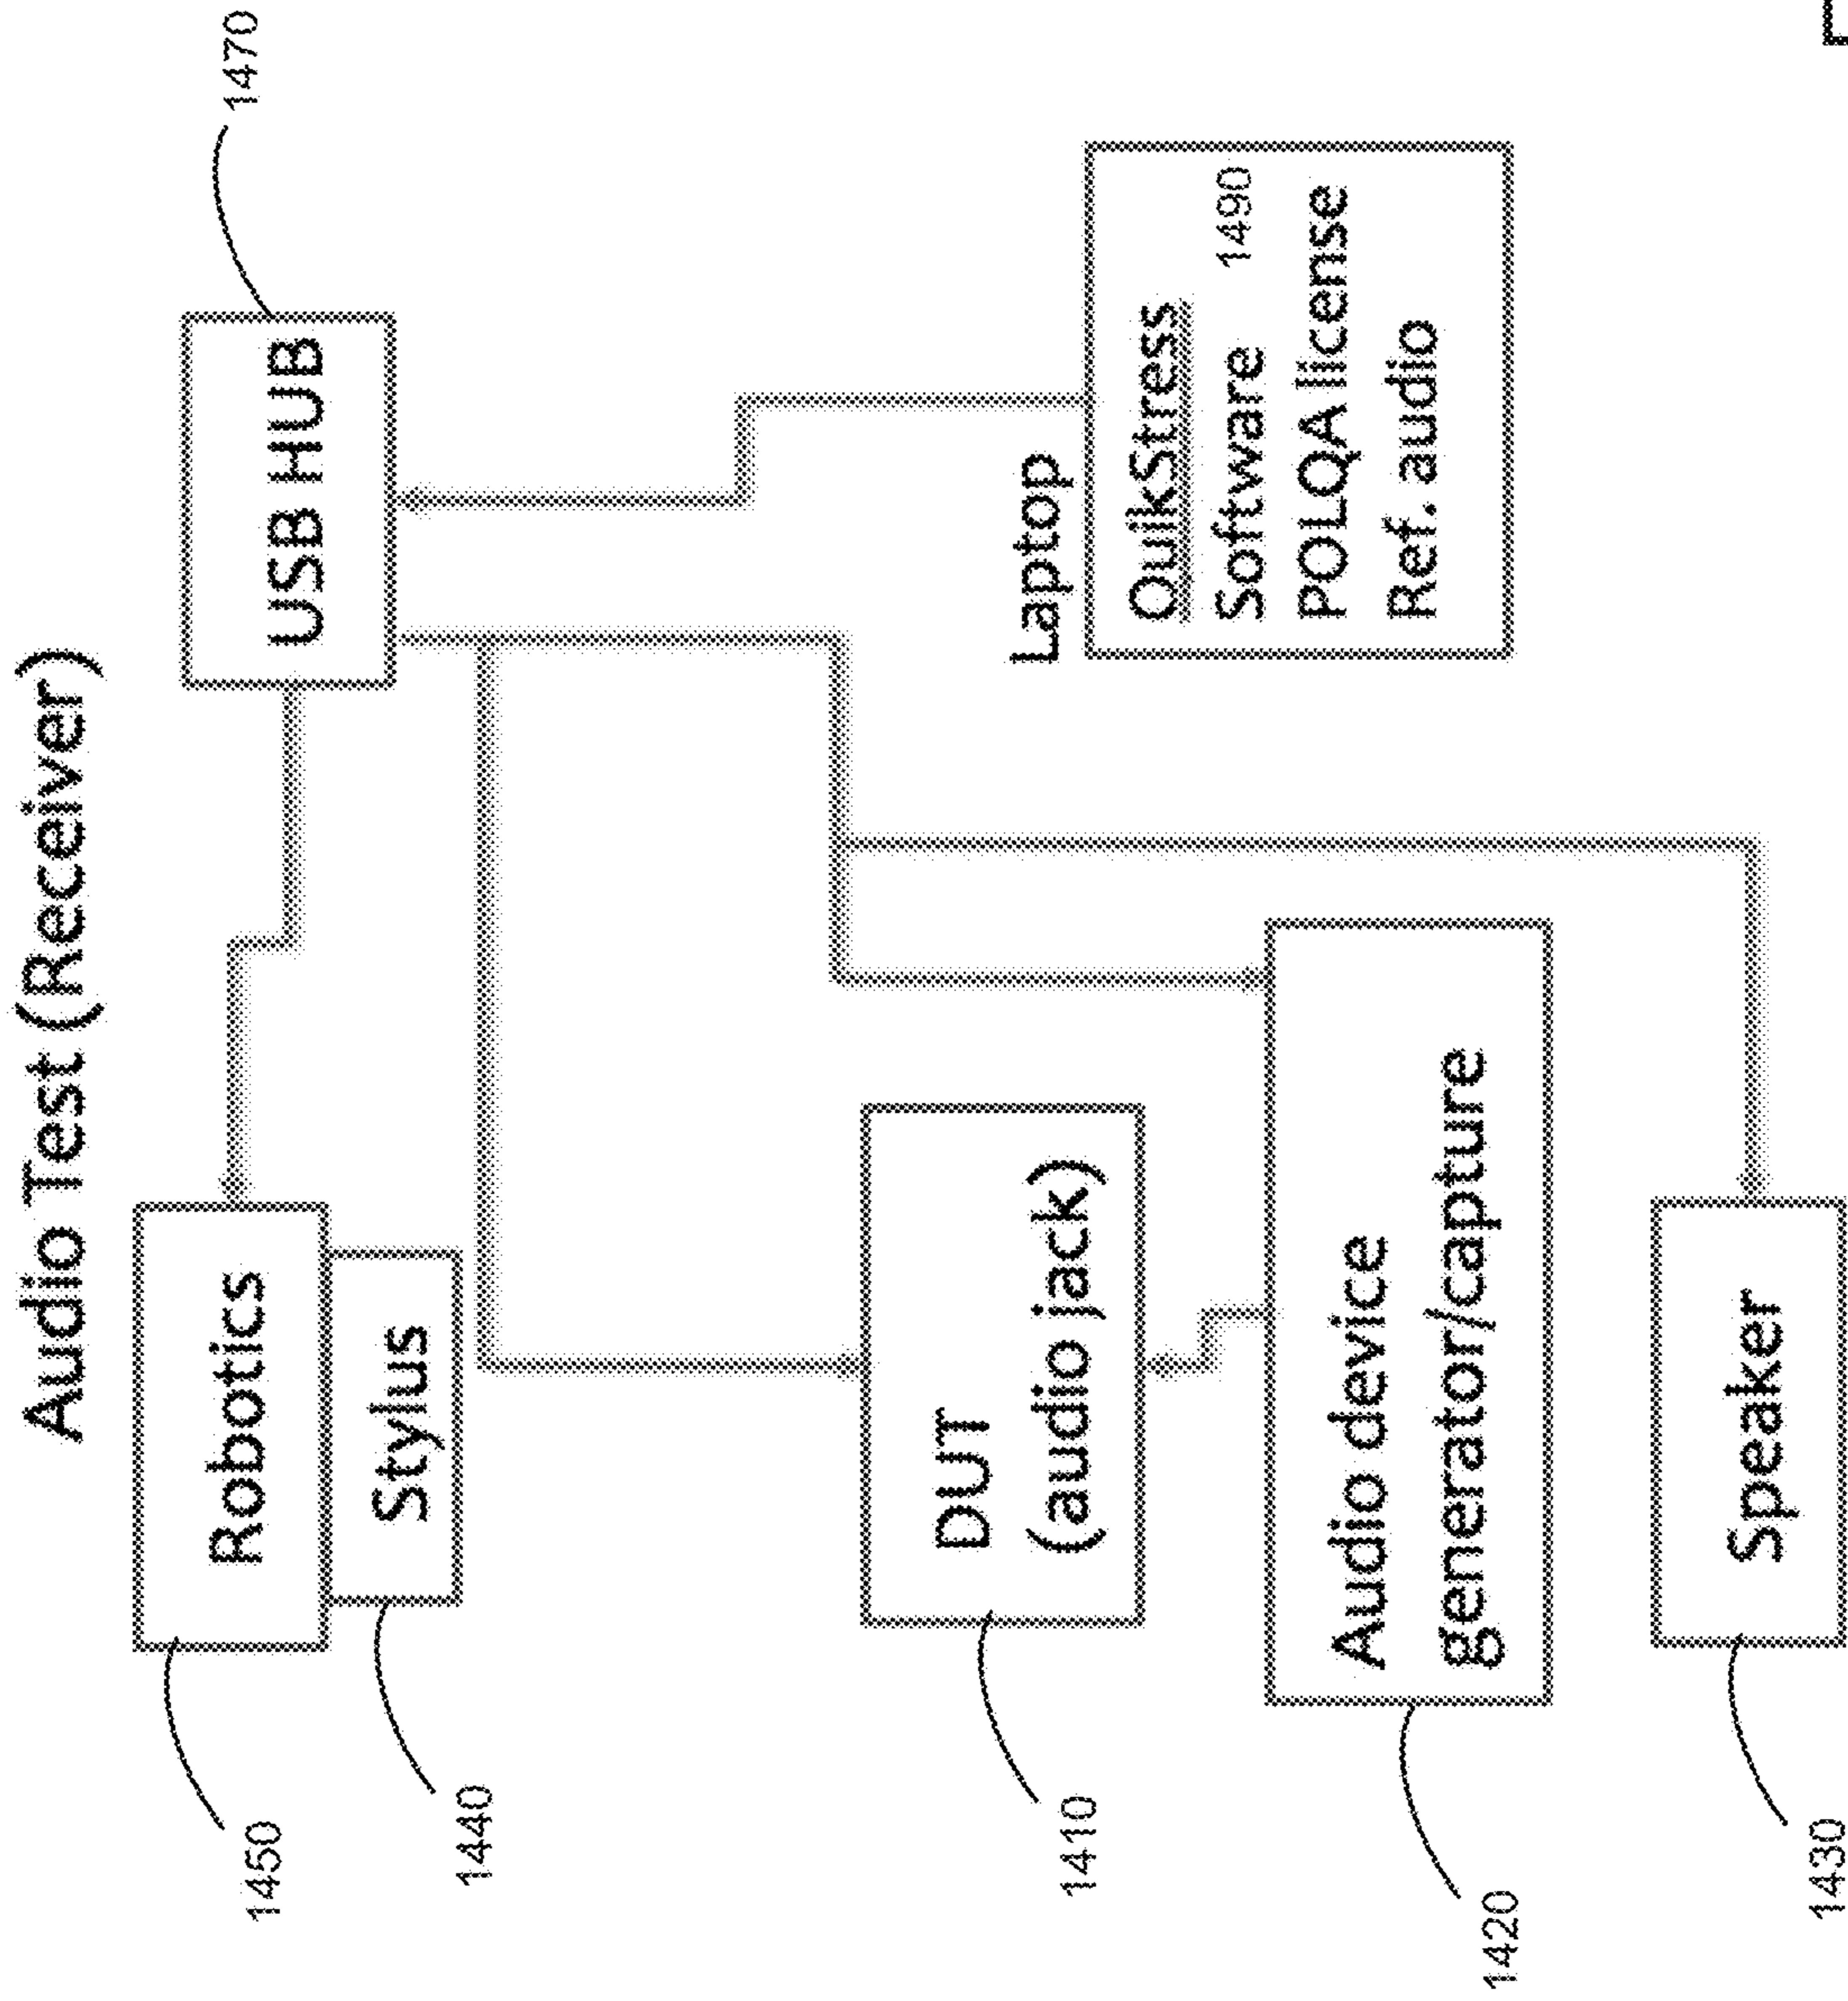 Audio Test (Receiver)
1450
Robotics
USB HUB
1470
1440
Stylus
1410
DUT
(audio jack)
Laptop
QuikStress
Software 1490
POLQA license
Ref. audio
1420
Audio device
generator/capture
1430
Speaker